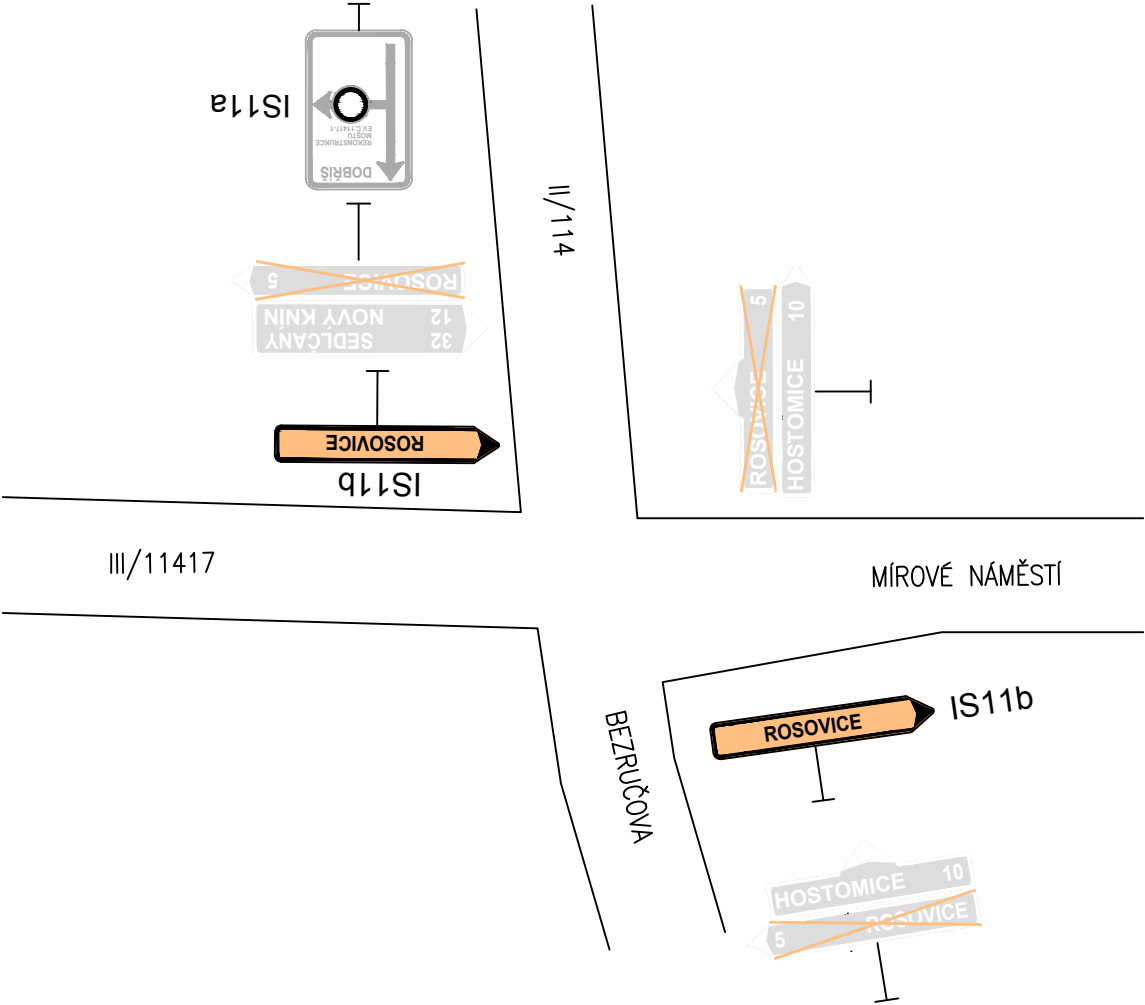 IS11a
DOBŘÍŠ
REKONSTRUKCE
MOSTU
EV.Č.11417-1
II/114
ROSOVICE 5
SEDLČANY 32
NOVÝ KNÍN 12
ROSOVICE
IS11b
ROSOVICE 5
HOSTOMICE 10
III/11417
MÍROVÉ NÁMĚSTÍ
ROSOVICE
IS11b
BEZRUČOVA
HOSTOMICE 10
5 ROSOVICE